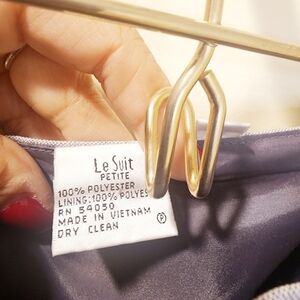 Le Suit
PETITE
100% POLYESTER
LINING: 100% POLYES
RN 54050
MADE IN VIETNAM
DRY CLEAN
P